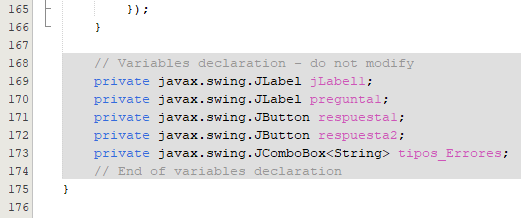 165 });
166 }
167
168 // Variables declaration - do not modify
169 private javax.swing.JLabel jLabel1;
170 private javax.swing.JLabel pregunta1;
171 private javax.swing.JButton respuesta1;
172 private javax.swing.JButton respuesta2;
173 private javax.swing.JComboBox<String> tipos_Errores;
174 // End of variables declaration
175 }
176